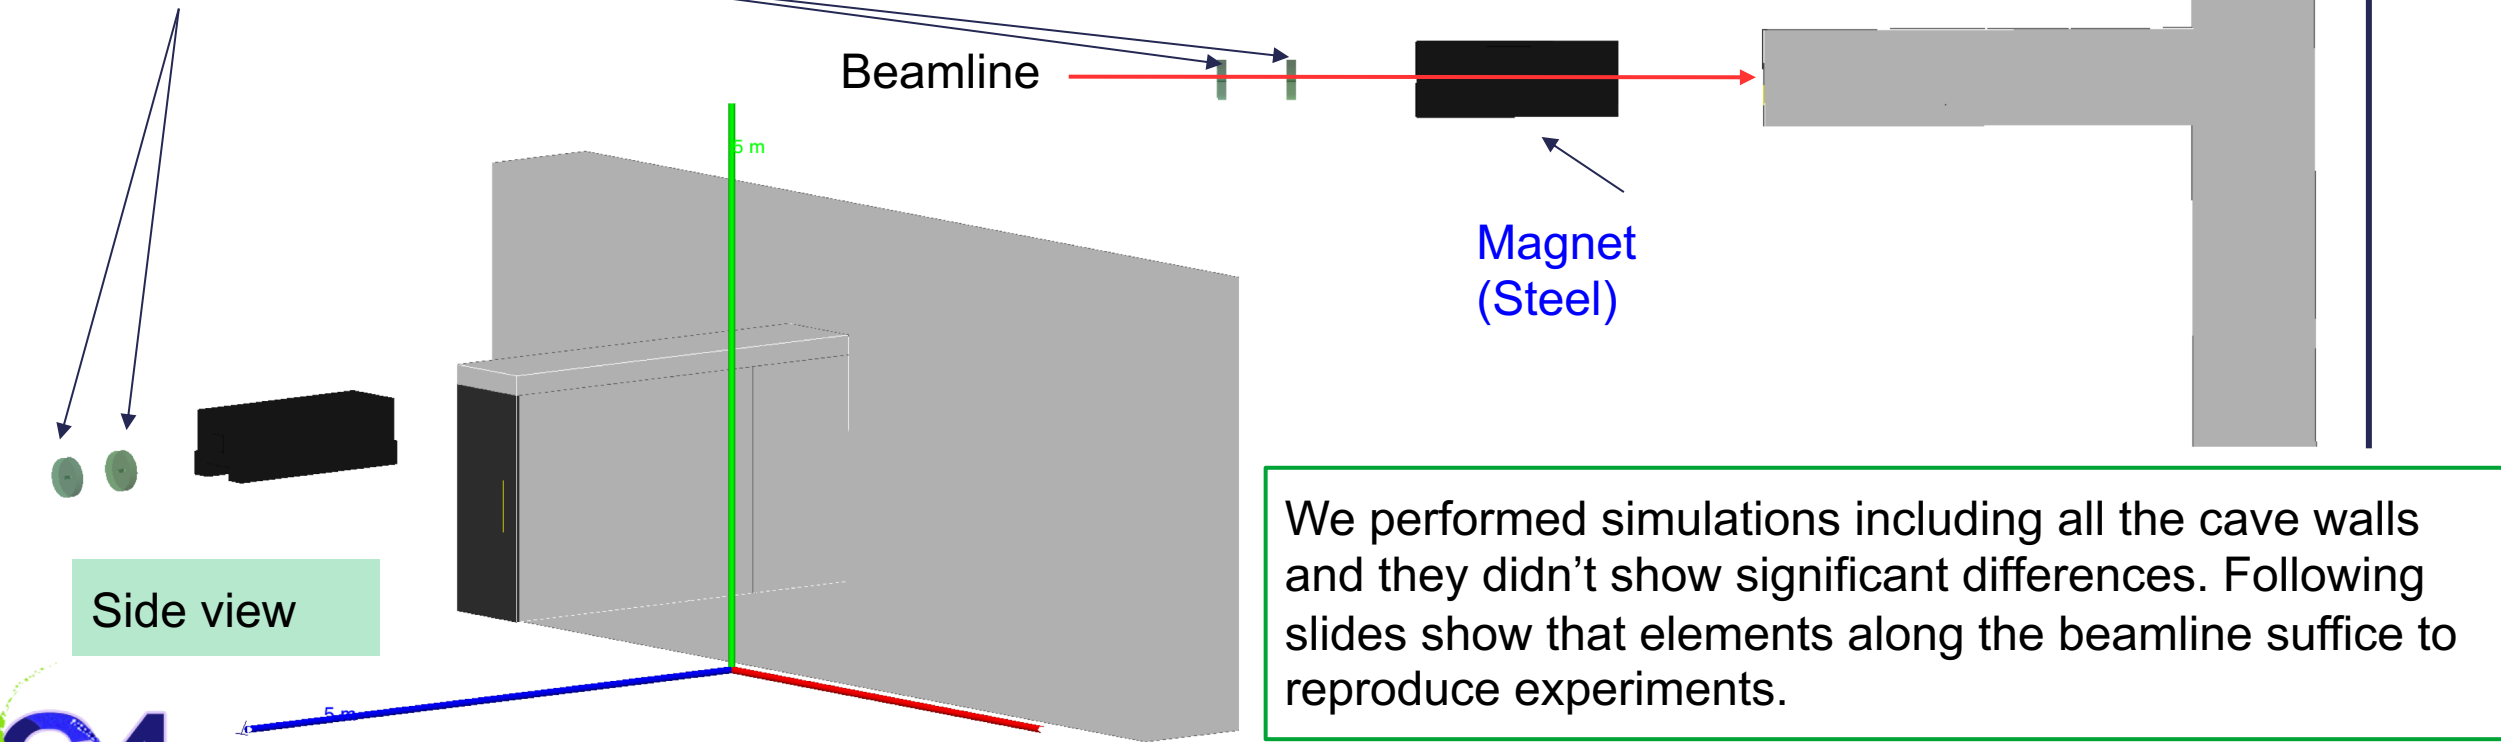 Beamline
5 m
Magnet
(Steel)
Side view
5 m
We performed simulations including all the cave walls
and they didn’t show significant differences. Following
slides show that elements along the beamline suffice to
reproduce experiments.